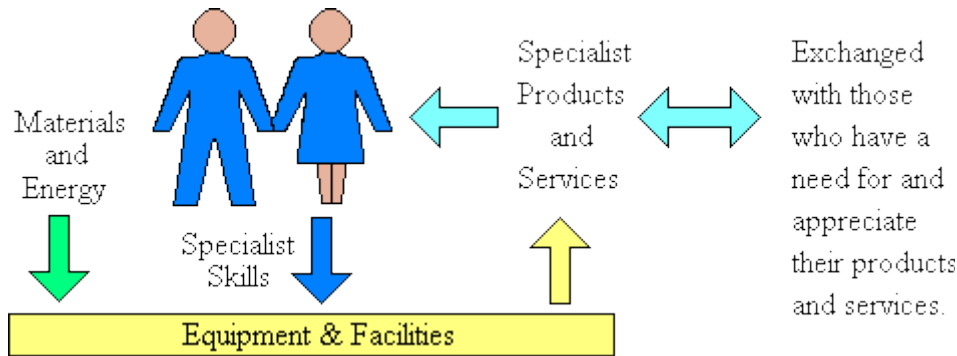 Materials
and
Energy
Specialist
Skills
Specialist
Products
and
Services
Exchanged
with those
who have a
need for and
appreciate
their products
and services.
Equipment & Facilities